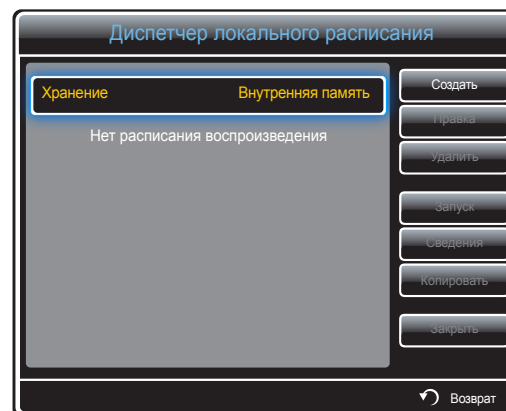 Диспетчер локального расписания
Хранение Внутренняя память
Нет расписания воспроизведения
Создать
Правка
Удалить
Запуск
Сведения
Копировать
Закрыть
Возврат